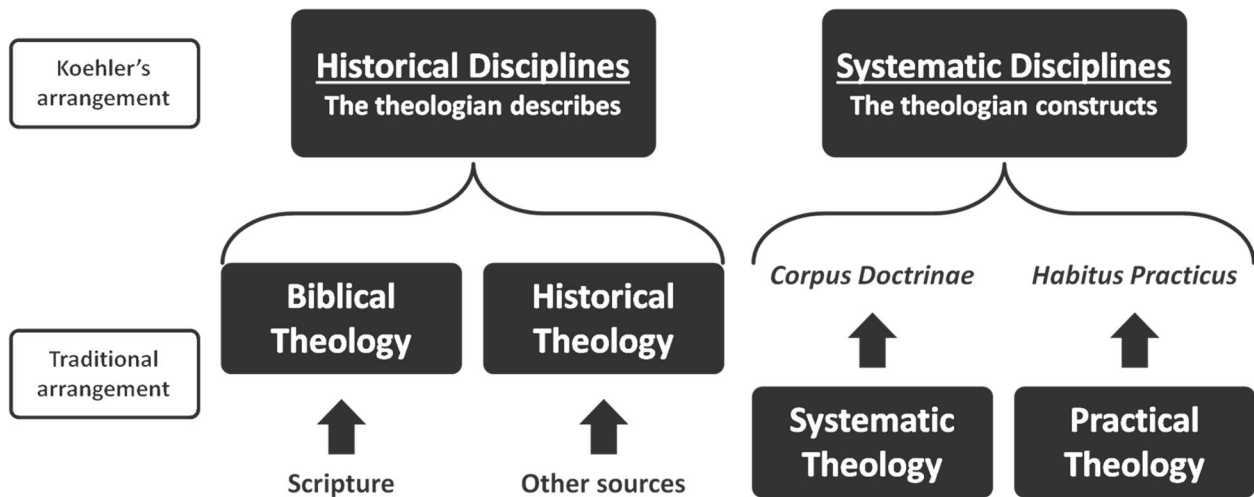 Koehler's
arrangement
Historical Disciplines
The theologian describes
Systematic Disciplines
The theologian constructs
Traditional
arrangement
Biblical
Theology
Historical
Theology
Corpus Doctrinae
Habitus Practicus
Scripture
Other sources
Systematic
Theology
Practical
Theology